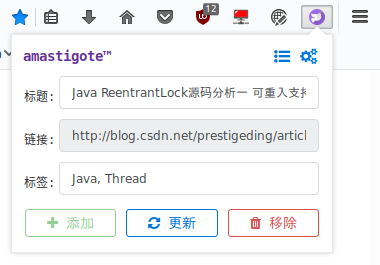 12
amastigote™
标题: Java ReentrantLock源码分析一 可重入支持
链接: http://blog.csdn.net/prestigeding/articl
标签: Java, Thread
添加 更新 移除